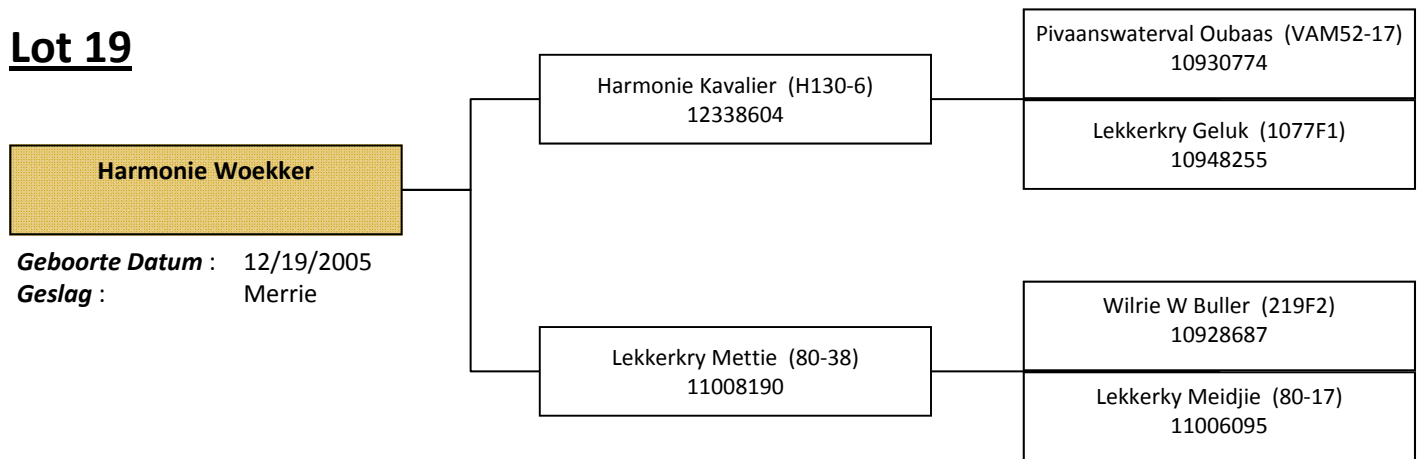 Lot 19
Harmonie Woekker
Geboorte Datum : 12/19/2005
Geslag : Merrie
Harmonie Kavalier (H130-6)
12338604
Lekkerkry Mettie (80-38)
11008190
Pivaanswaterval Oubaas (VAM52-17)
10930774
Lekkerkry Geluk (1077F1)
10948255
Wilrie W Buller (219F2)
10928687
Lekkerky Meidjie (80-17)
11006095